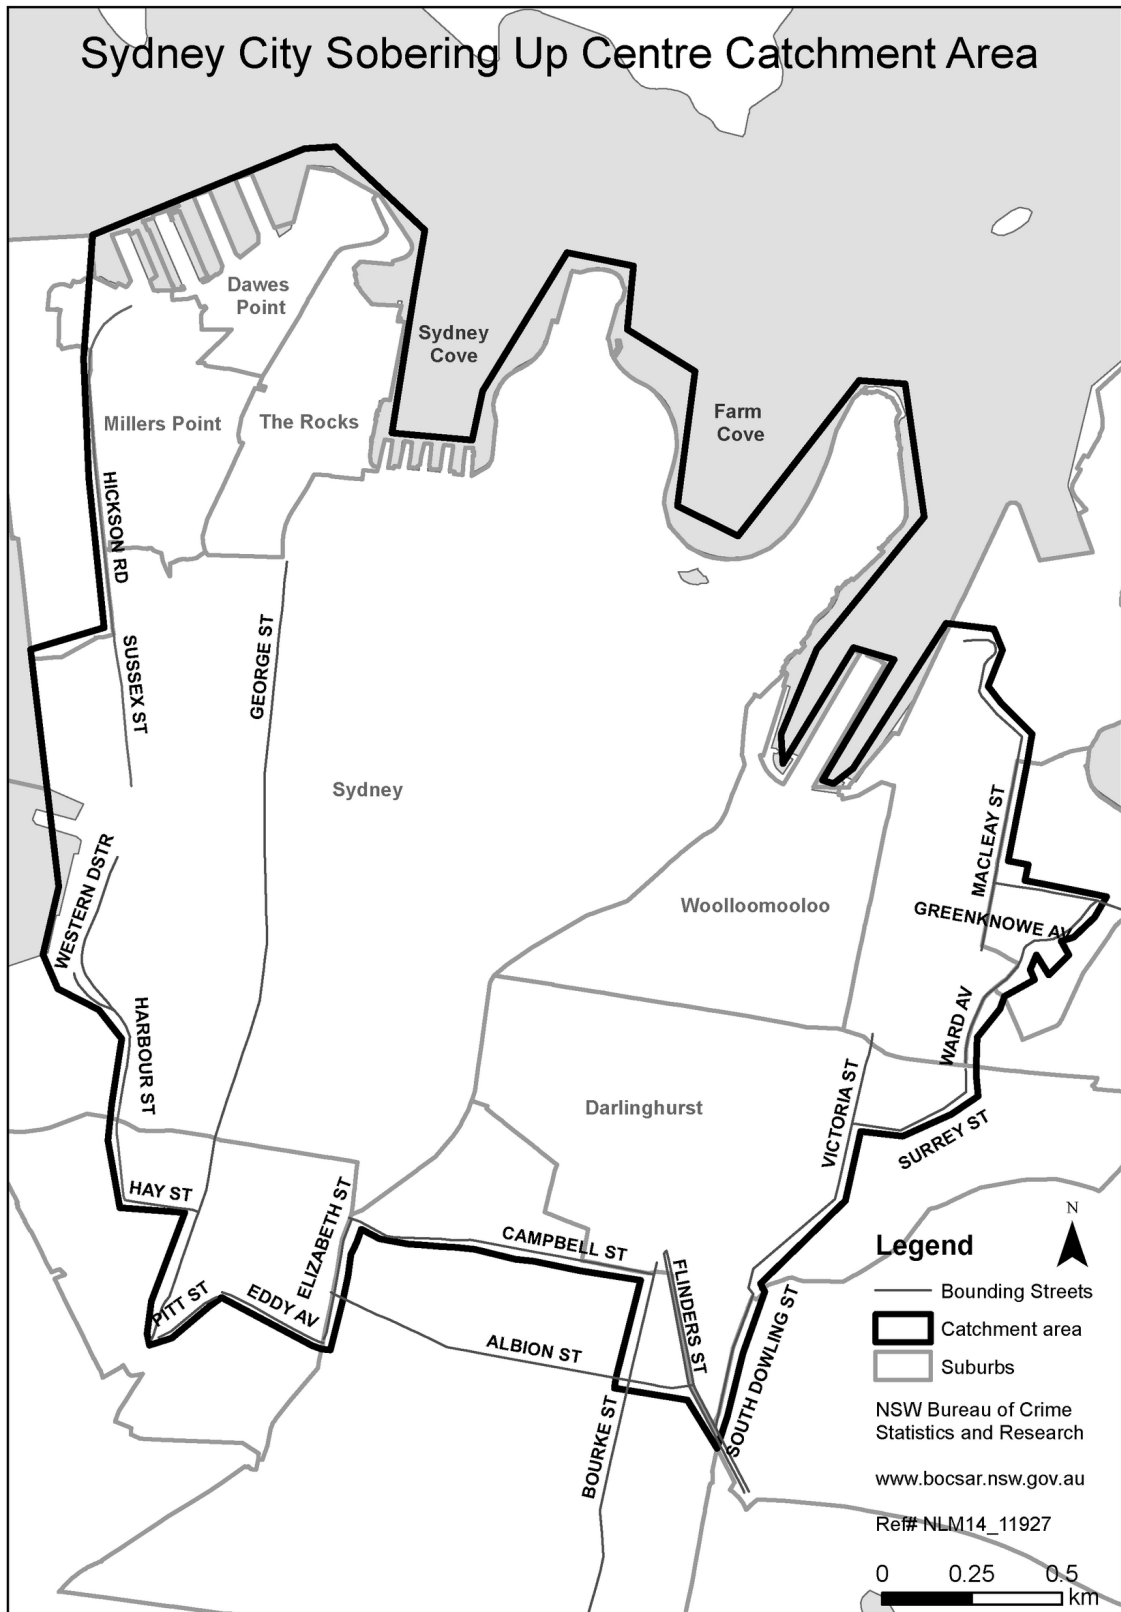 Sydney City Sobering Up Centre Catchment Area
Dawes
Point
Sydney
Cove
Farm
Cove
Millers Point
The Rocks
HICKSON RD
SUSSEX ST
GEORGE ST
Sydney
WESTERN DSTR
MACLEAY ST
Woolloomooloo
GREENKNOWE AV
HARBOUR ST
WARD AV
VICTORIA ST
Darlinghurst
SURREY ST
HAY ST
ELIZABETH ST
CAMPBELL ST
FLINDERS ST
PITT ST
EDDY AV
ALBION ST
SOUTH DOWLING ST
BOURKE ST
N
Legend
Bounding Streets
Catchment area
Suburbs
NSW Bureau of Crime
Statistics and Research
www.bocsar.nsw.gov.au
Ref# NLM14_11927
0 0.25 0.5
km